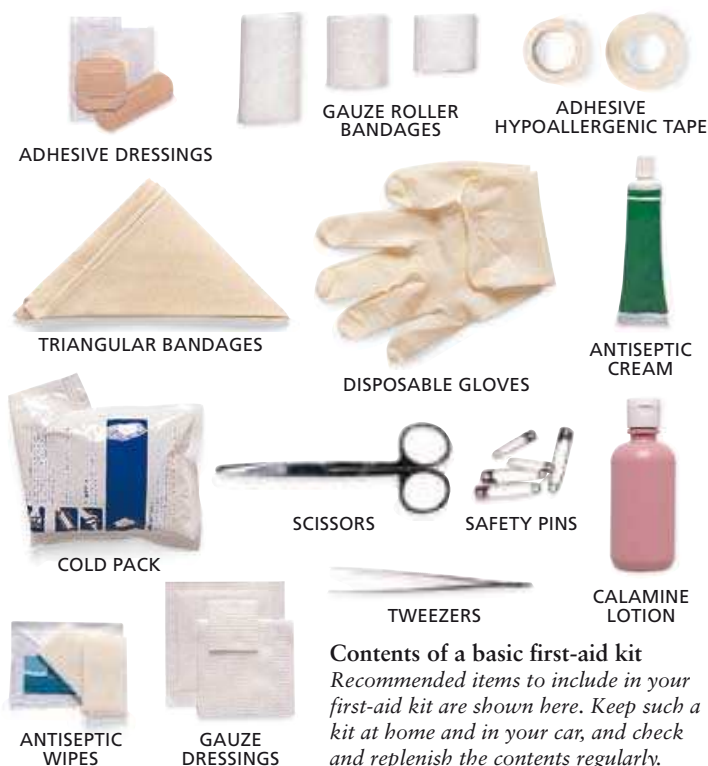 GAUZE ROLLER
BANDAGES
ADHESIVE
HYPOALLERGENIC TAPE
ADHESIVE DRESSINGS
TRIANGULAR BANDAGES
DISPOSABLE GLOVES
ANTISEPTIC
CREAM
SCISSORS
SAFETY PINS
COLD PACK
TWEEZERS
CALAMINE
LOTION
ANTISEPTIC
WIPES
GAUZE
DRESSINGS
Contents of a basic first-aid kit
Recommended items to include in your
first-aid kit are shown here. Keep such a
kit at home and in your car, and check
and replenish the contents regularly.